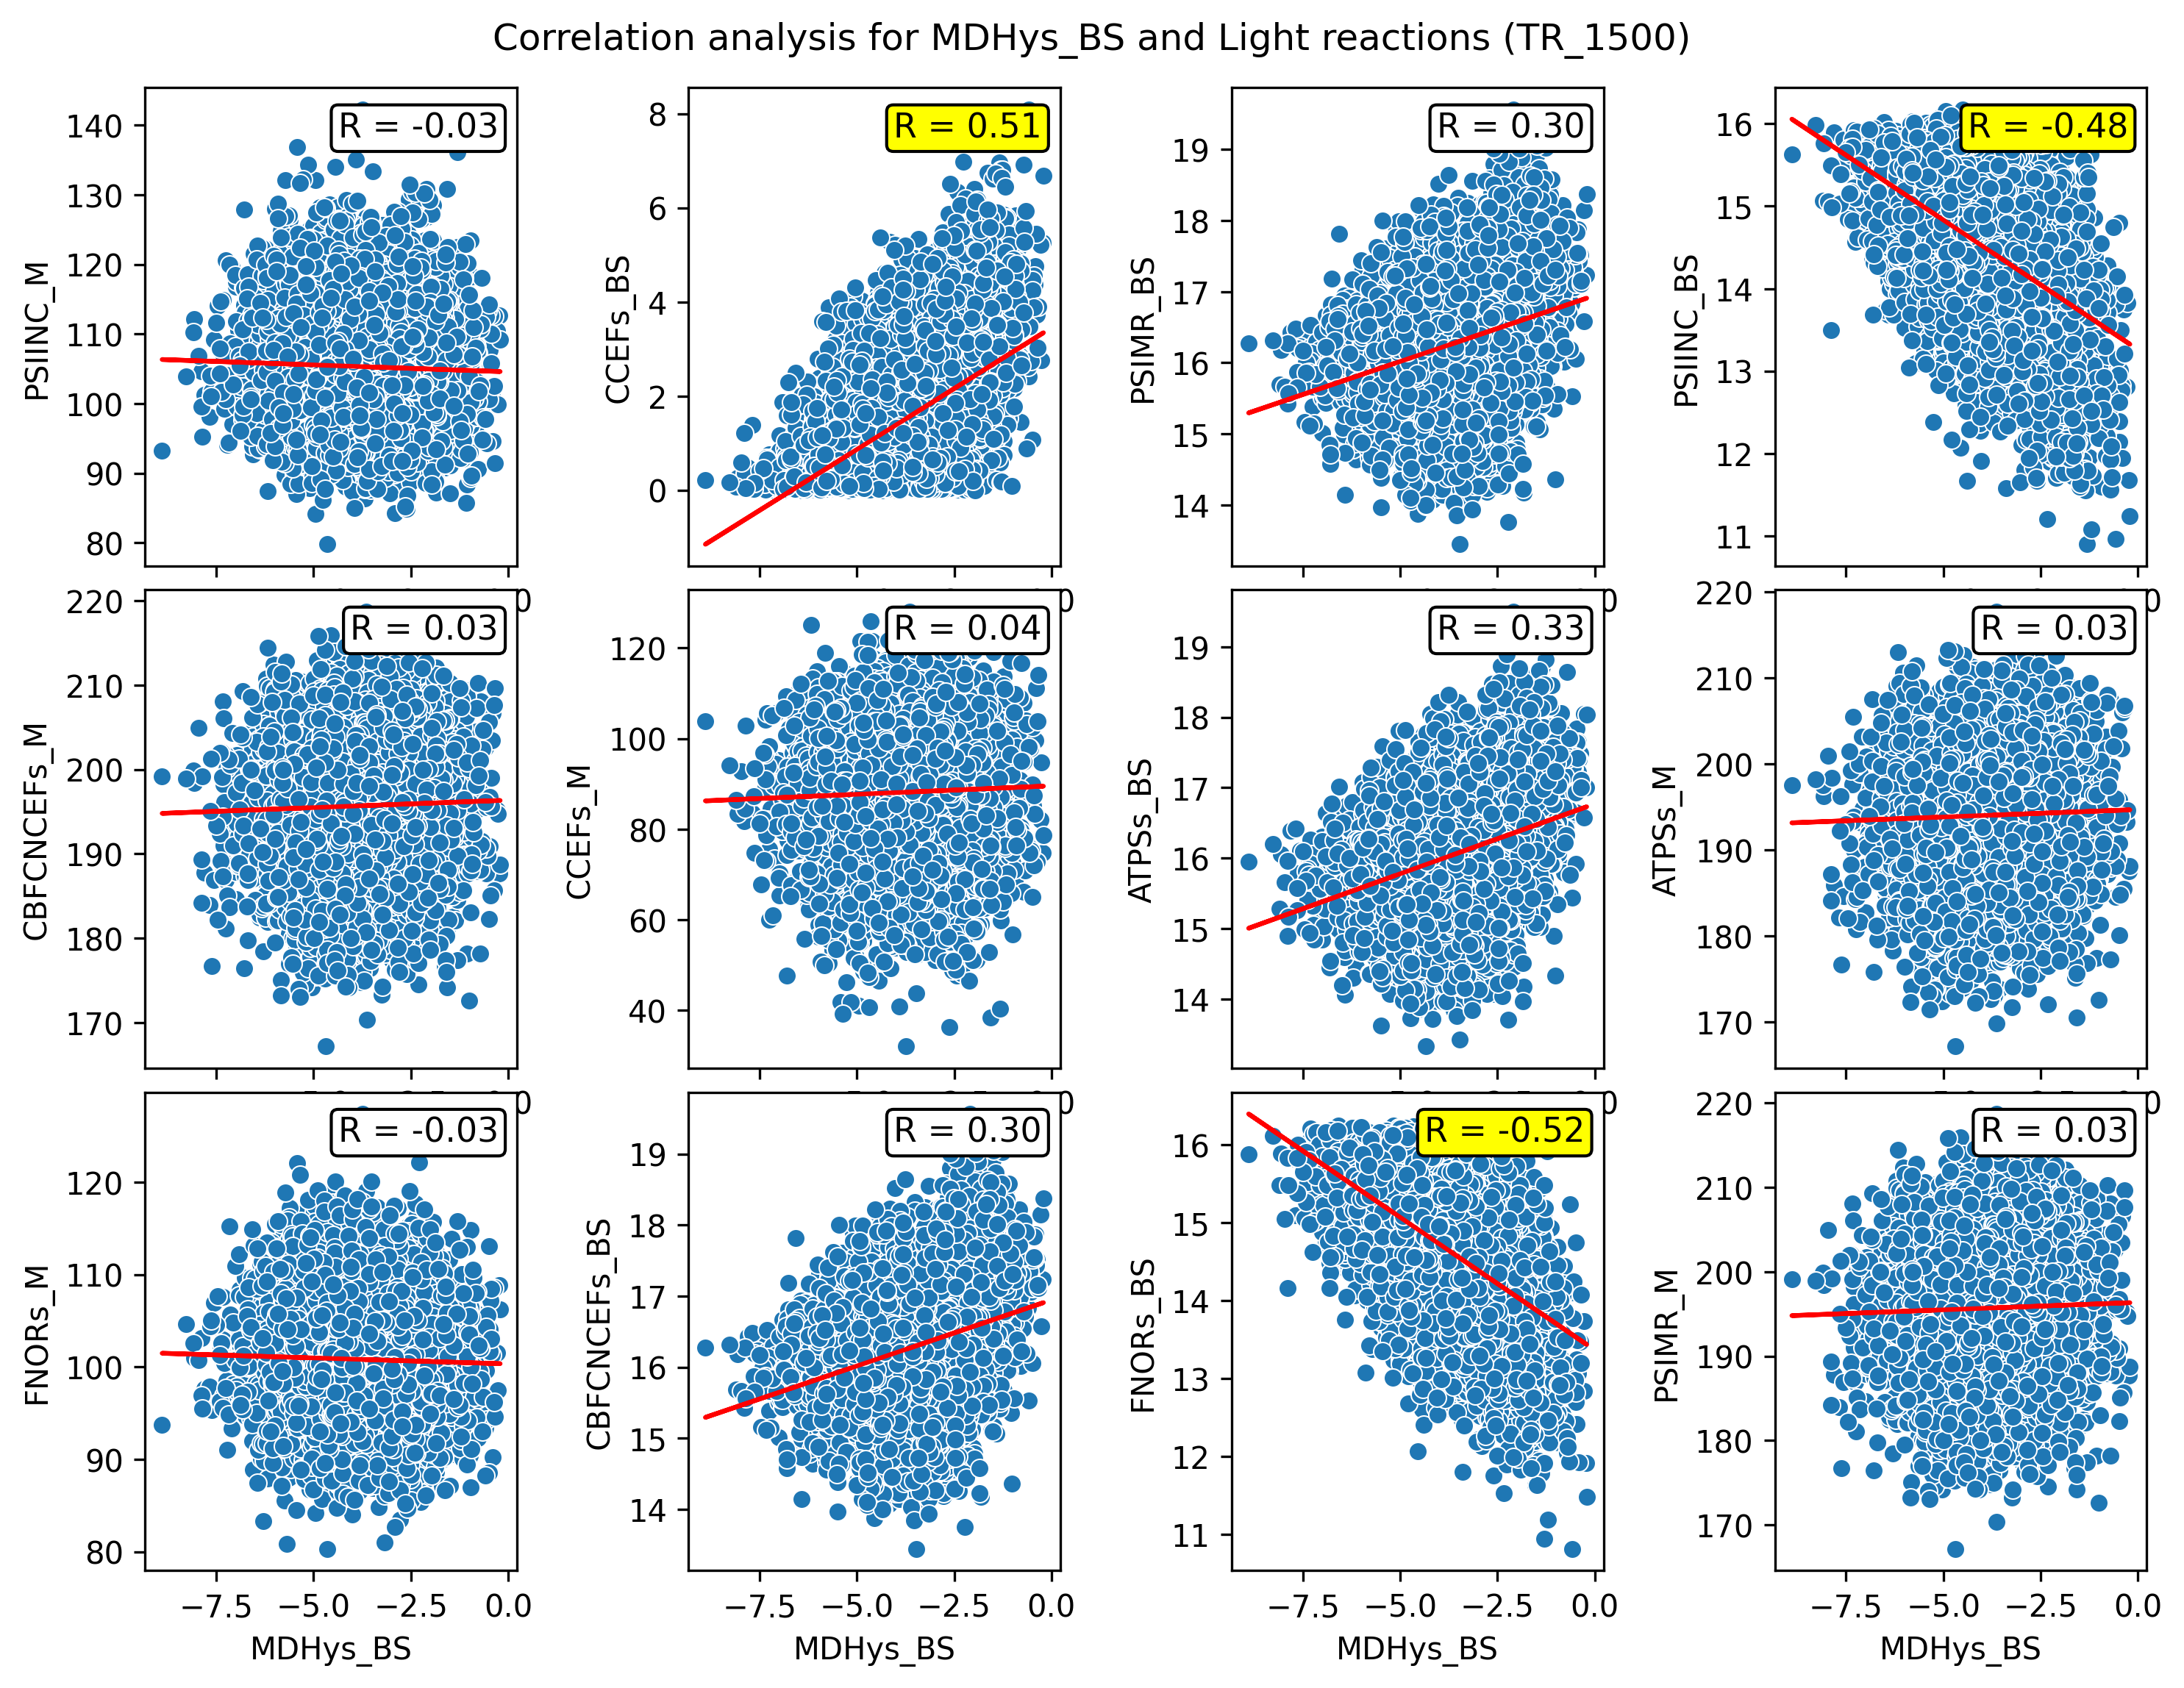 Correlation analysis for MDHys_BS and Light reactions (TR_1500)
PSIINC_M
140
130
120
110
100
90
80
R = -0.03
CCEFs_BS
8
6
4
2
0
R = 0.51
PSIMR_BS
19
18
17
16
15
14
R = 0.30
PSIINC_BS
16
15
14
13
12
11
R = -0.48
CBFCNCEFs_M
220
210
200
190
180
170
R = 0.03
CCEFs_M
120
100
80
60
40
R = 0.04
ATPSs_BS
19
18
17
16
15
14
R = 0.33
ATPSs_M
220
210
200
190
180
170
R = 0.03
FNORs_M
120
110
100
90
80
R = -0.03
−7.5 −5.0 −2.5 0.0
MDHys_BS
CBFCNCEFs_BS
19
18
17
16
15
14
R = 0.30
−7.5 −5.0 −2.5 0.0
MDHys_BS
FNORs_BS
16
15
14
13
12
11
R = -0.52
−7.5 −5.0 −2.5 0.0
MDHys_BS
PSIMR_M
220
210
200
190
180
170
R = 0.03
−7.5 −5.0 −2.5 0.0
MDHys_BS